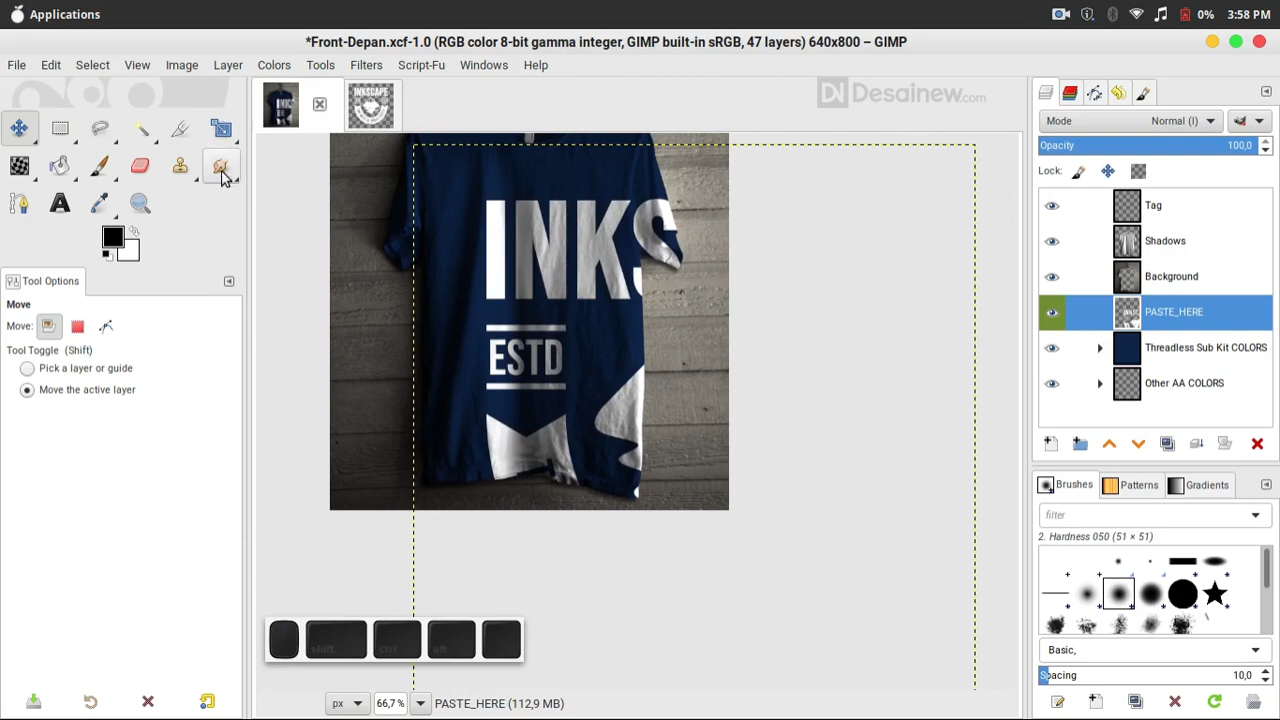 Applications
0%
3:58 PM
*Front-Depan.xcf-1.0 (RGB color 8-bit gamma integer, GIMP built-in sRGB, 47 layers) 640x800 – GIMP
File Edit Select View Image Layer Colors Tools Filters Script-Fu Windows Help
INKSCAPE
Desainew.com
Mode Normal (l)
Opacity 100,0
Lock:
Tag
Shadows
Background
PASTE_HERE
Threadless Sub Kit COLORS
Other AA COLORS
Tool Options
Move
Move:
Tool Toggle (Shift)
Pick a layer or guide
Move the active layer
INKS
ESTD
Brushes Patterns Gradients
filter
2. Hardness 050 (51 × 51)
Basic,
Spacing 10,0
shift ctrl alt
px 66,7 % PASTE_HERE (112,9 MB)